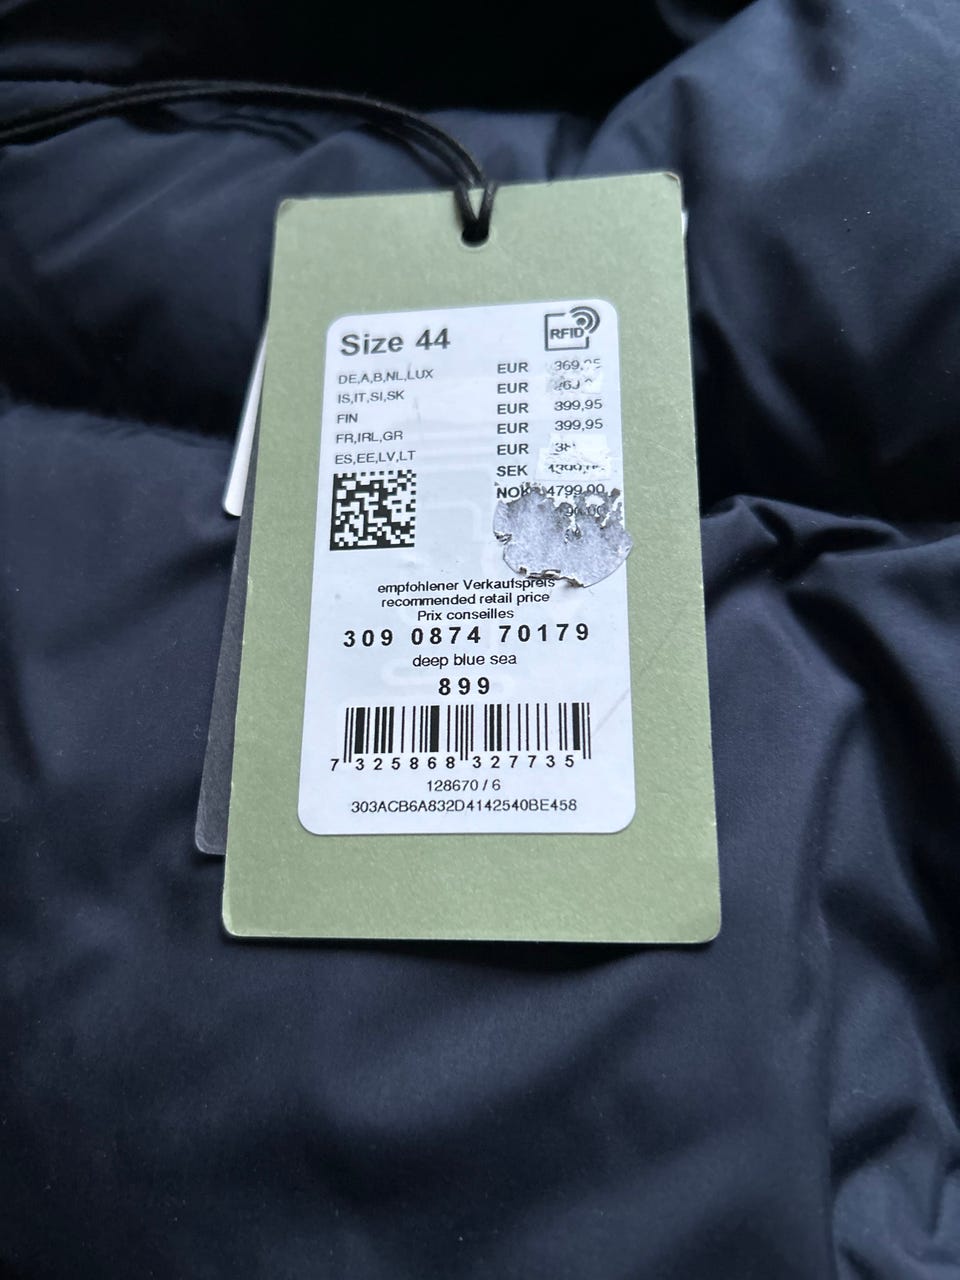 Size 44
RFID
DE,A,B,NL,LUX EUR
IS,IT,SI,SK EUR
FIN EUR 399,95
FR,IRL,GR EUR 399,95
ES,EE,LV,LT EUR
SEK
NOK 4799,00
empfohlener Verkaufspreis
recommended retail price
Prix conseilles
309 0874 70179
deep blue sea
899
7 325868 327735
128670 / 6
303ACB6A832D4142540BE458